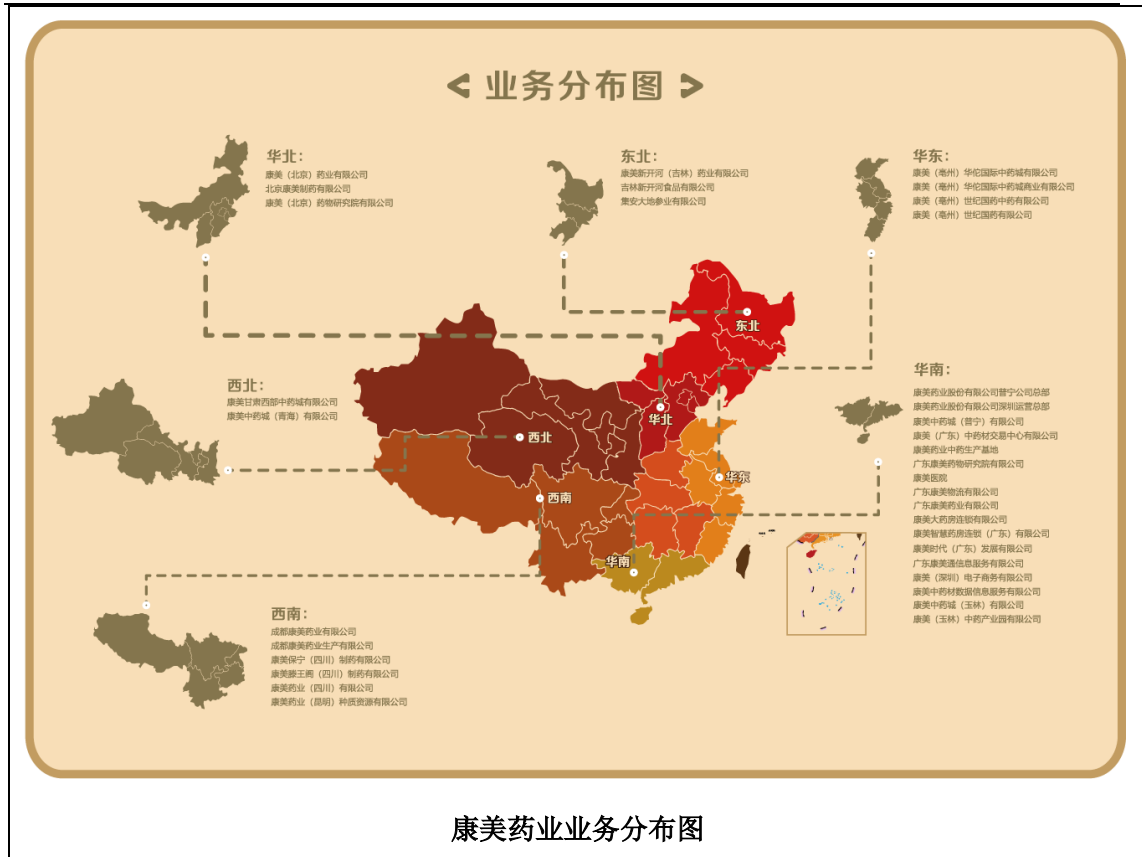 < 业务分布图 >
华北：
康美（北京）药业有限公司
北京康美制药有限公司
康美（北京）药物研究院有限公司
东北：
康美新开河（吉林）药业有限公司
吉林新开河食品有限公司
集安大地参业有限公司
华东：
康美（亳州）华佗国际中药城有限公司
康美（亳州）华佗国际中药城商业有限公司
康美（亳州）世纪国药中药有限公司
康美（亳州）世纪国药有限公司
西北：
康美甘肃西部中药城有限公司
康美中药城（青海）有限公司
东北
华北
西北
华东
西南
华南
华南：
康美药业股份有限公司普宁公司总部
康美药业股份有限公司深圳运营总部
康美中药城（普宁）有限公司
康美（广东）中药材交易中心有限公司
康美药业中药生产基地
广东康美药物研究院有限公司
康美医院
广东康美物流有限公司
广东康美药业有限公司
康美大药房连锁有限公司
康美智慧药房连锁（广东）有限公司
康美时代（广东）发展有限公司
广东康美通信息服务有限公司
康美（深圳）电子商务有限公司
康美中药材数据信息服务有限公司
康美中药城（玉林）有限公司
康美（玉林）中药产业园有限公司
西南：
成都康美药业有限公司
成都康美药业生产有限公司
康美保宁（四川）制药有限公司
康美滕王阁（四川）制药有限公司
康美药业（四川）有限公司
康美药业（昆明）种质资源有限公司
康美药业业务分布图